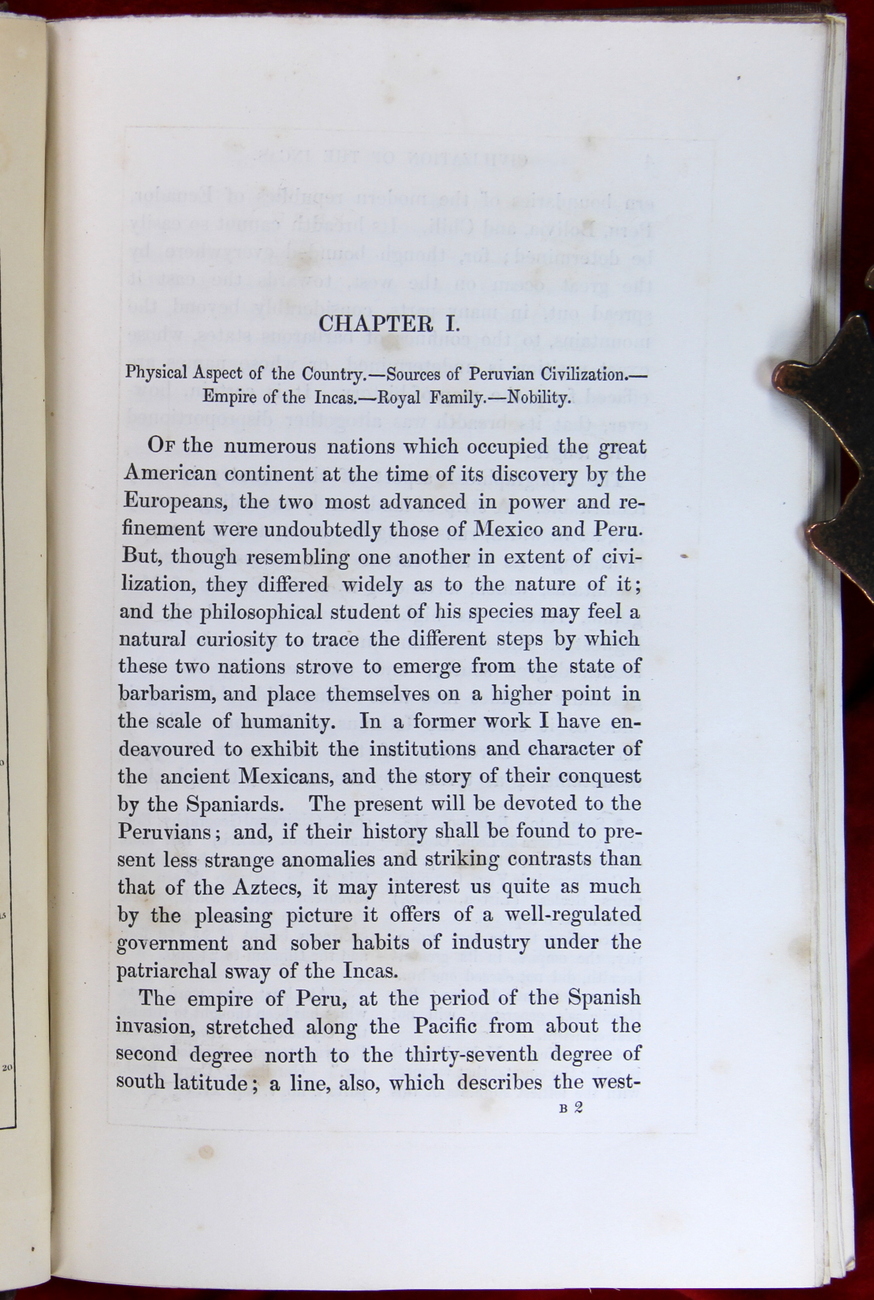 CHAPTER I.
Physical Aspect of the Country.—Sources of Peruvian Civilization.—
Empire of the Incas.—Royal Family.—Nobility.
OF the numerous nations which occupied the great
American continent at the time of its discovery by the
Europeans, the two most advanced in power and re-
finement were undoubtedly those of Mexico and Peru.
But, though resembling one another in extent of civi-
lization, they differed widely as to the nature of it;
and the philosophical student of his species may feel a
natural curiosity to trace the different steps by which
these two nations strove to emerge from the state of
barbarism, and place themselves on a higher point in
the scale of humanity. In a former work I have en-
deavoured to exhibit the institutions and character of
the ancient Mexicans, and the story of their conquest
by the Spaniards. The present will be devoted to the
Peruvians; and, if their history shall be found to pre-
sent less strange anomalies and striking contrasts than
that of the Aztecs, it may interest us quite as much
by the pleasing picture it offers of a well-regulated
government and sober habits of industry under the
patriarchal sway of the Incas.
The empire of Peru, at the period of the Spanish
invasion, stretched along the Pacific from about the
second degree north to the thirty-seventh degree of
south latitude; a line, also, which describes the west-
B 2
20